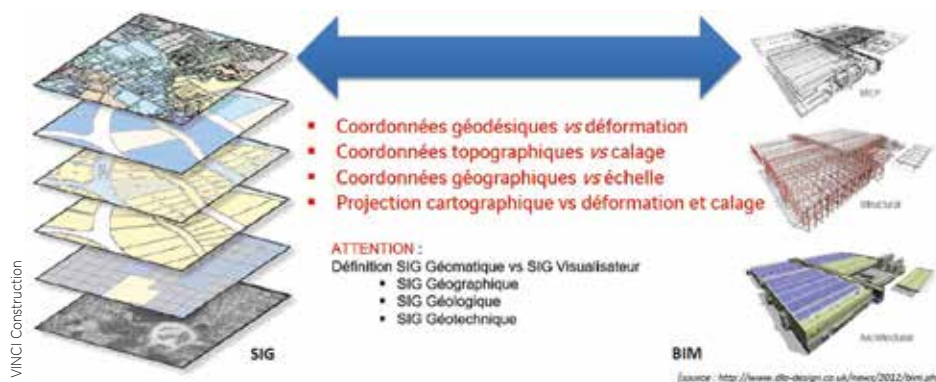 MEP
Coordonnées géodésiques vs déformation
Coordonnées topographiques vs calage
Coordonnées géographiques vs échelle
Projection cartographique vs déformation et calage
Structural
ATTENTION :
Définition SIG Géomatique vs SIG Visualisateur
SIG Géographique
SIG Géologique
SIG Géotechnique
Architectural
VINCI Construction
SIG
BIM